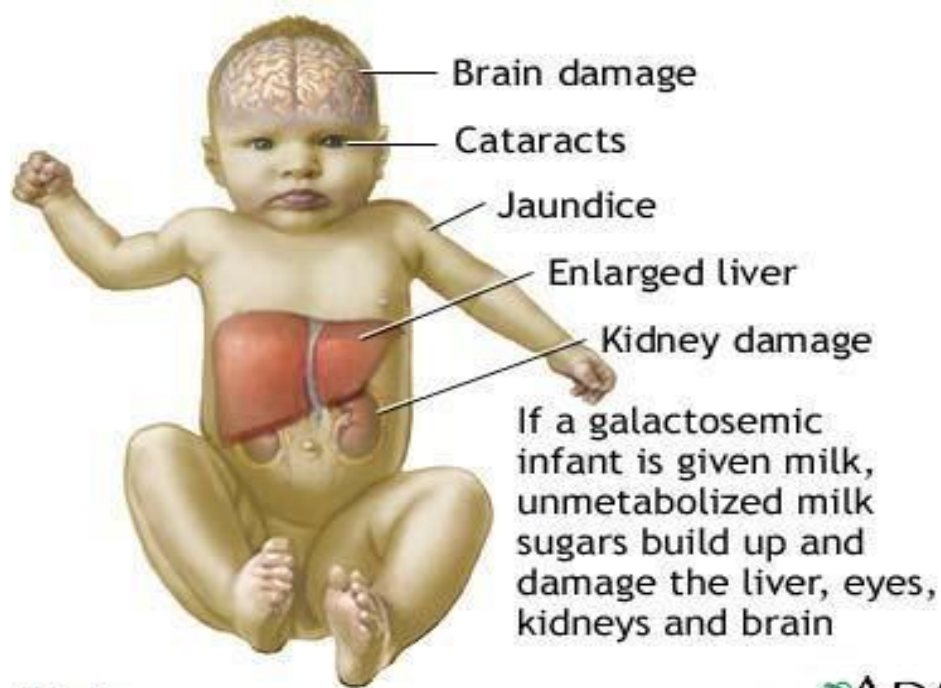 Brain damage
Cataracts
Jaundice
Enlarged liver
Kidney damage
If a galactosemic
infant is given milk,
unmetabolized milk
sugars build up and
damage the liver, eyes,
kidneys and brain